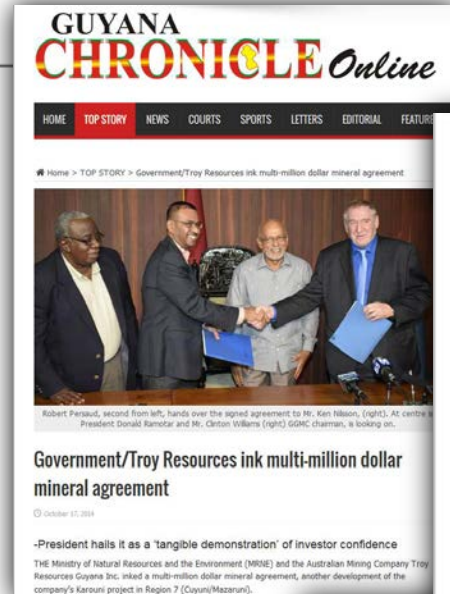 GUYANA
CHRONICLE Online
HOME TOP STORY NEWS COURTS SPORTS LETTERS EDITORIAL FEATURE
Home > TOP STORY > Government/Troy Resources ink multi-million dollar mineral agreement
Robert Persaud, second from left, hands over the signed agreement to Mr. Ken Nilsson, (right). At centre is
President Donald Ramotar and Mr. Clinton Williams (right) GGMC chairman, is looking on.
Government/Troy Resources ink multi-million dollar
mineral agreement
October 17, 2014
-President hails it as a 'tangible demonstration' of investor confidence
THE Ministry of Natural Resources and the Environment (MRNE) and the Australian Mining Company Troy
Resources Guyana Inc. inked a multi-million dollar mineral agreement, another development of the
company's Karouni project in Region 7 (Cuyuni/Mazaruni).